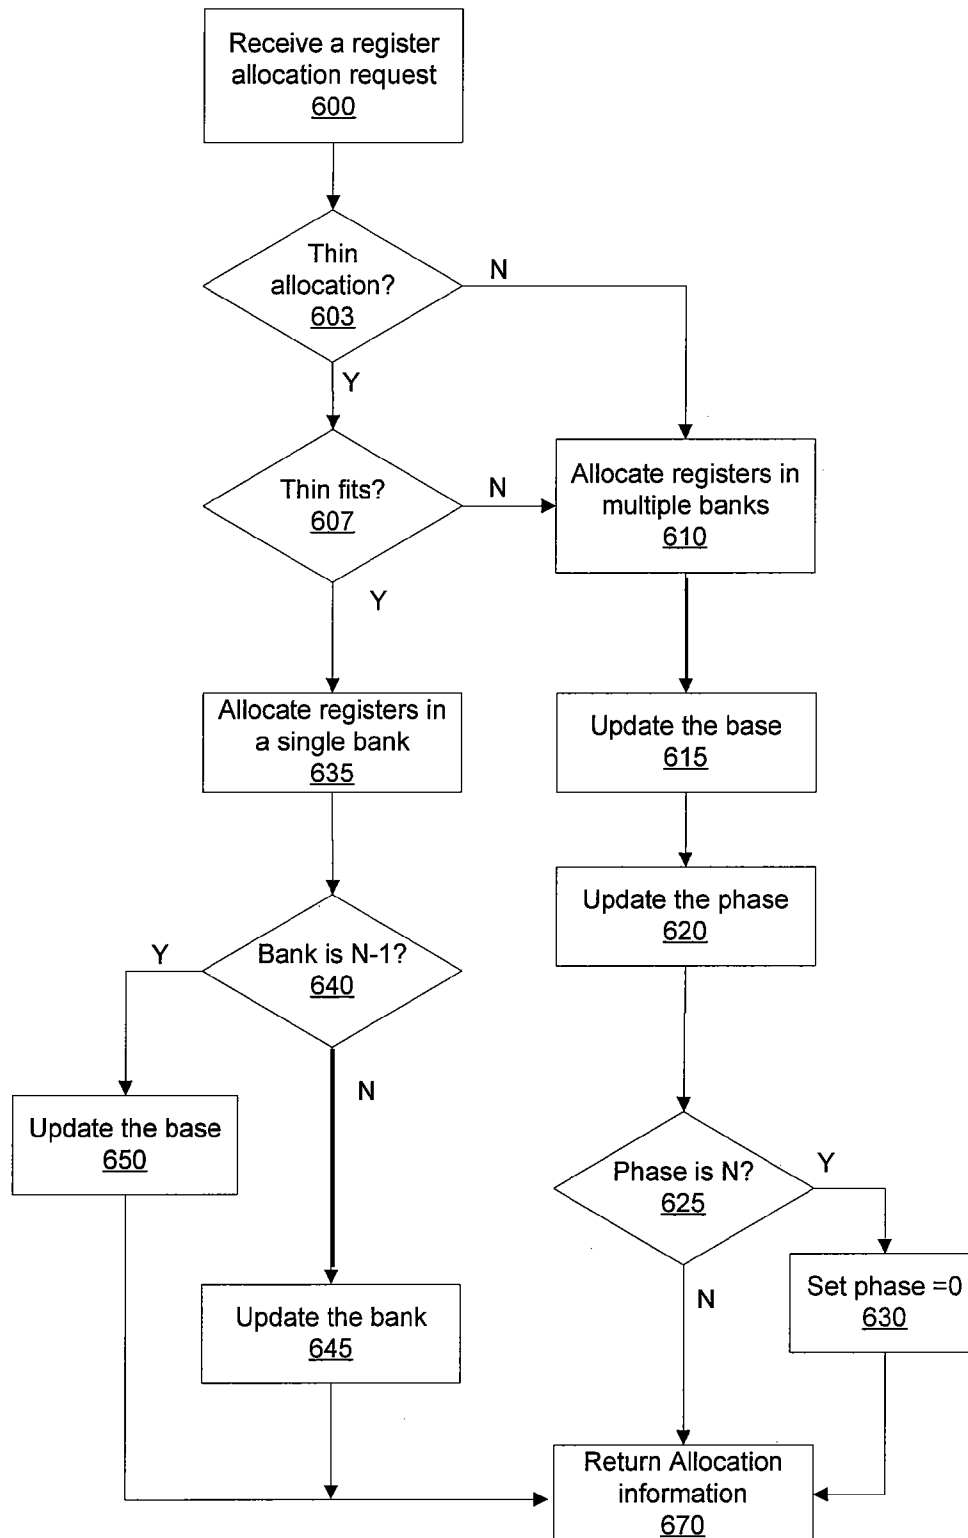 Receive a register
allocation request
600
Thin
allocation?
603
N
Y
Thin fits?
607
N
Y
Allocate registers in
multiple banks
610
Allocate registers in
a single bank
635
Update the base
615
Update the phase
620
Bank is N-1?
640
Y
N
Update the base
650
Phase is N?
625
Y
N
Set phase =0
630
Update the bank
645
Return Allocation
information
670